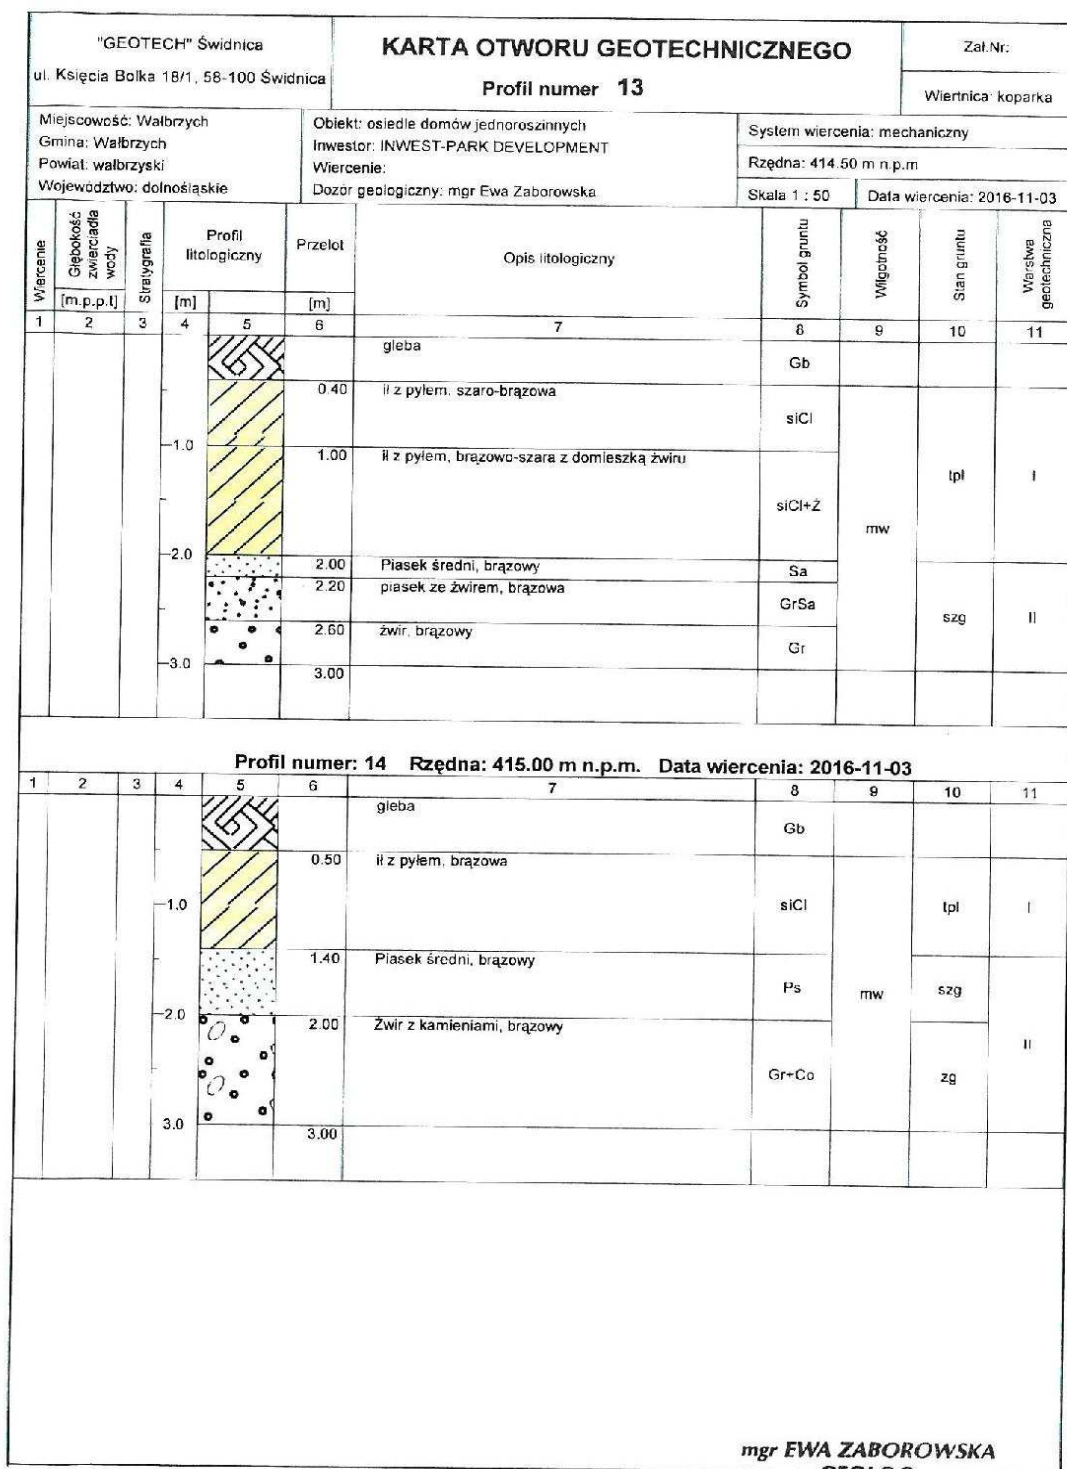 "GEOTECH" Świdnica
ul. Księcia Bolka 18/1, 58-100 Świdnica
KARTA OTWORU GEOTECHNICZNEGO
Profil numer 13
Zał.Nr:
Wiertnica: koparka
Miejscowość: Wałbrzych
Gmina: Wałbrzych
Powiat: wałbrzyski
Województwo: dolnośląskie
Obiekt: osiedle domów jednoroszinnych
Inwestor: INWEST-PARK DEVELOPMENT
Wiercenie:
Dozór geologiczny: mgr Ewa Zaborowska
System wiercenia: mechaniczny
Rzędna: 414.50 m n.p.m
Skala 1 : 50
Data wiercenia: 2016-11-03
Wiercenie
Głębokość zwierciadła wody
[m.p.p.t]
Stratygrafia
Profil litologiczny
[m]
Przelot
[m]
Opis litologiczny
Symbol gruntu
Wilgotność
Stan gruntu
Warstwa geotechniczna
1 2 3 4 5 6 7 8 9 10 11
gleba
Gb
0.40 ił z pyłem, szaro-brązowa
siCl
1.0
1.00 ił z pyłem, brązowo-szara z domieszką żwiru
tpl I
siCl+Ż
mw
2.0
2.00 Piasek średni, brązowy
Sa
2.20 piasek ze żwirem, brązowa
GrSa
szg II
2.60 żwir, brązowy
Gr
3.0
3.00
Profil numer: 14 Rzędna: 415.00 m n.p.m. Data wiercenia: 2016-11-03
1 2 3 4 5 6 7 8 9 10 11
gleba
Gb
0.50 ił z pyłem, brązowa
1.0
siCl tpl I
1.40 Piasek średni, brązowy
Ps mw szg
2.0
2.00 Żwir z kamieniami, brązowy
II
Gr+Co zg
3.0
3.00
mgr EWA ZABOROWSKA